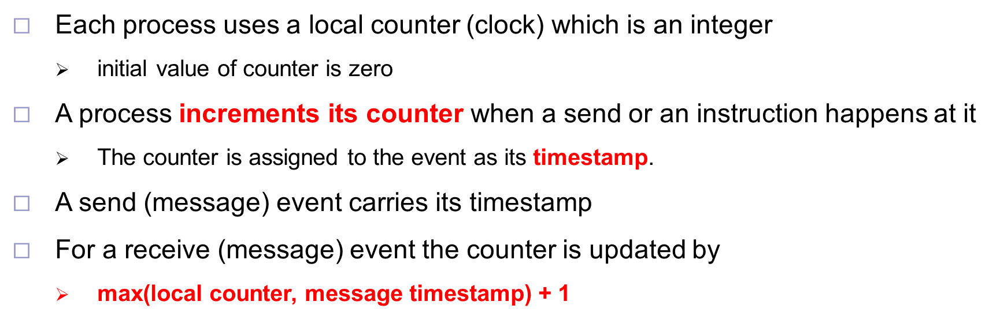 Each process uses a local counter (clock) which is an integer
initial value of counter is zero
A process increments its counter when a send or an instruction happens at it
The counter is assigned to the event as its timestamp.
A send (message) event carries its timestamp
For a receive (message) event the counter is updated by
max(local counter, message timestamp) + 1